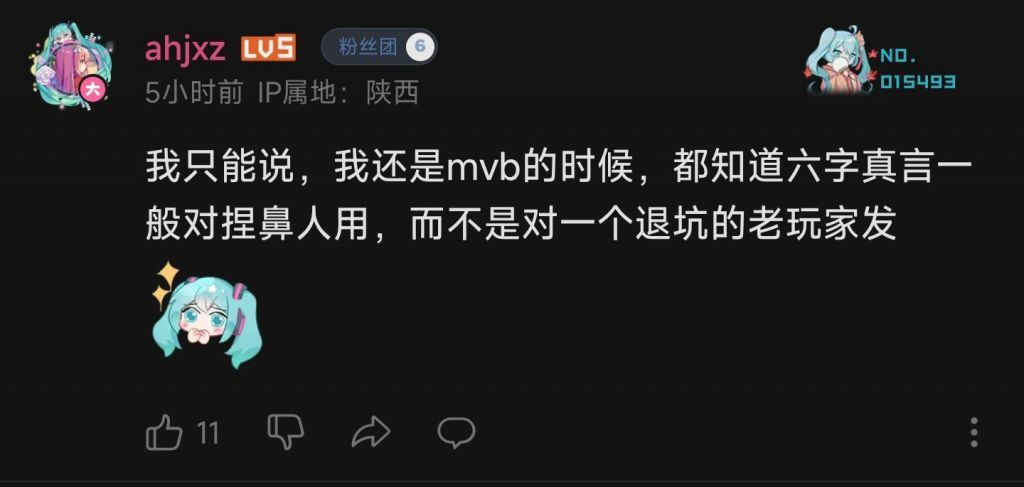 ahjxz LV5 粉丝团 6
NO.
015493
5小时前 IP属地：陕西
大
我只能说，我还是mvb的时候，都知道六字真言一
般对捏鼻人用，而不是对一个退坑的老玩家发
11